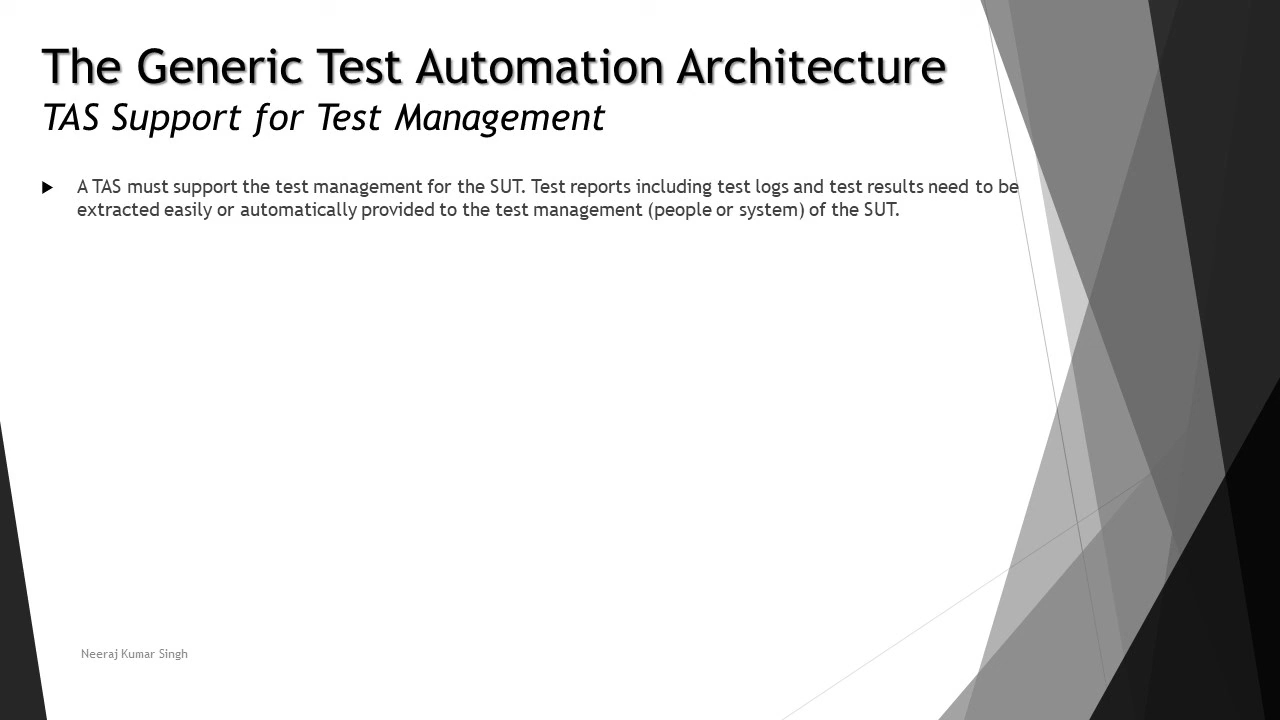 The Generic Test Automation Architecture
TAS Support for Test Management
A TAS must support the test management for the SUT. Test reports including test logs and test results need to be
extracted easily or automatically provided to the test management (people or system) of the SUT.
Neeraj Kumar Singh